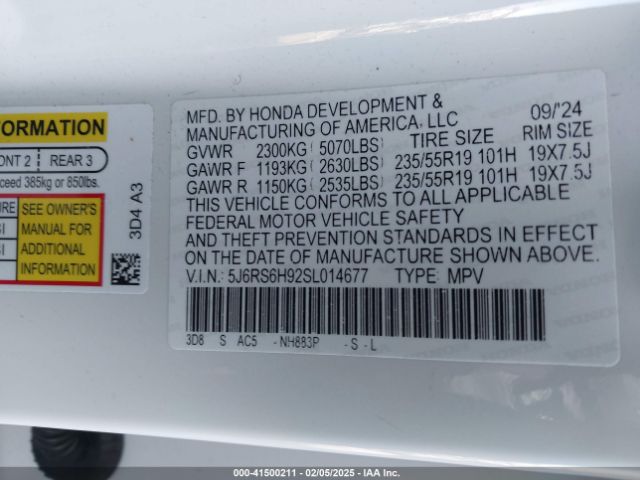 FORMATION
ONT 2 REAR 3
ceed 385kg or 850lbs.
URE SEE OWNER'S
SI MANUAL FOR
SI ADDITIONAL
INFORMATION
3D4 A3
MFD. BY HONDA DEVELOPMENT & 09/'24
MANUFACTURING OF AMERICA, LLC
GVWR 2300KG( 5070LBS) TIRE SIZE RIM SIZE
GAWR F 1193KG( 2630LBS) 235/55R19 101H 19X7.5J
GAWR R 1150KG( 2535LBS) 235/55R19 101H 19X7.5J
THIS VEHICLE CONFORMS TO ALL APPLICABLE
FEDERAL MOTOR VEHICLE SAFETY
AND THEFT PREVENTION STANDARDS IN EFFECT
ON THE DATE OF MANUFACTURE SHOWN ABOVE.
V.I.N.: 5J6RS6H92SL014677 TYPE: MPV
3D8 S AC5 -NH883P -S-L
000-41500211 - 02/05/2025 - IAA Inc.